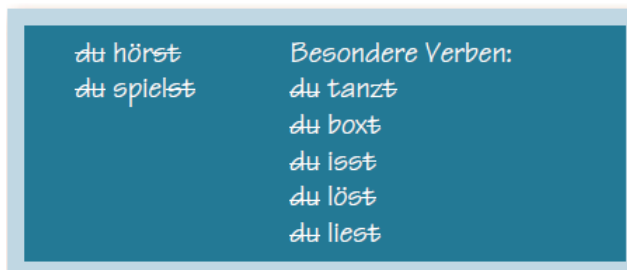 du hörst
du spielst
Besondere Verben:
du tanzt
du boxt
du isst
du löst
du liest